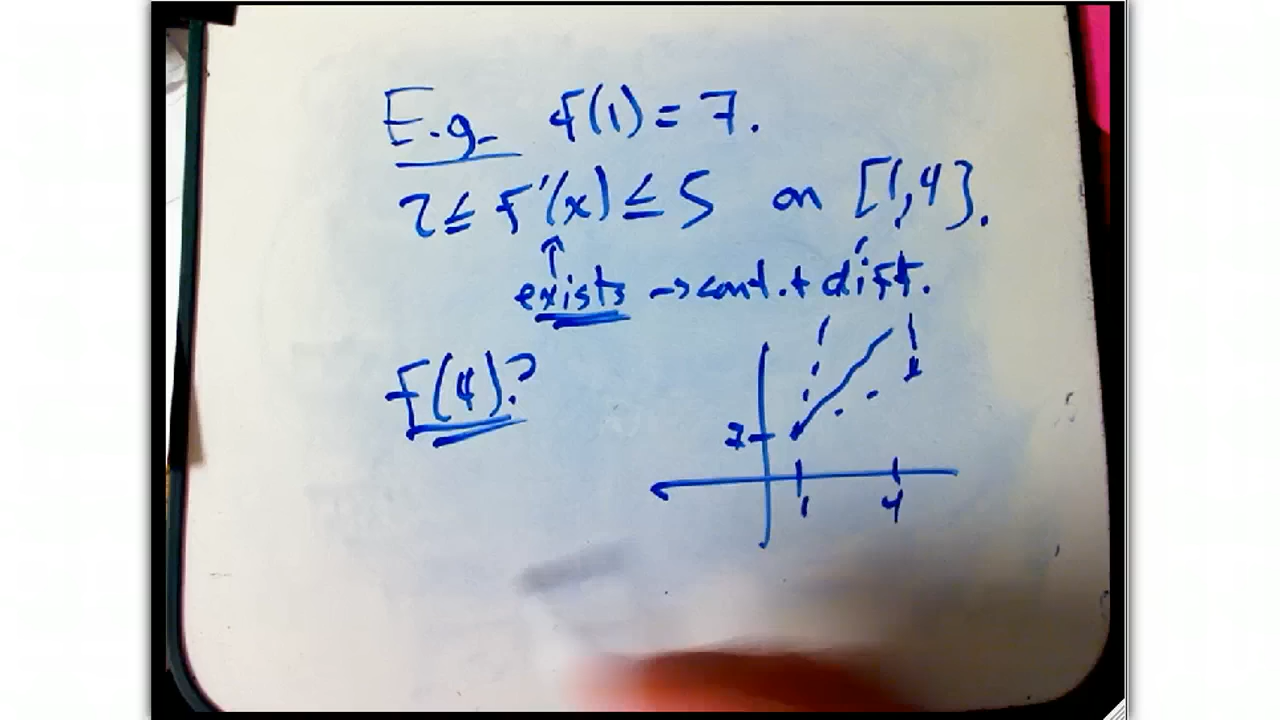 E.g. f(1) = 7.
2 ≤ f'(x) ≤ 5 on [1,4].
exists → cont. + diff.
f(4)?
7
1 4